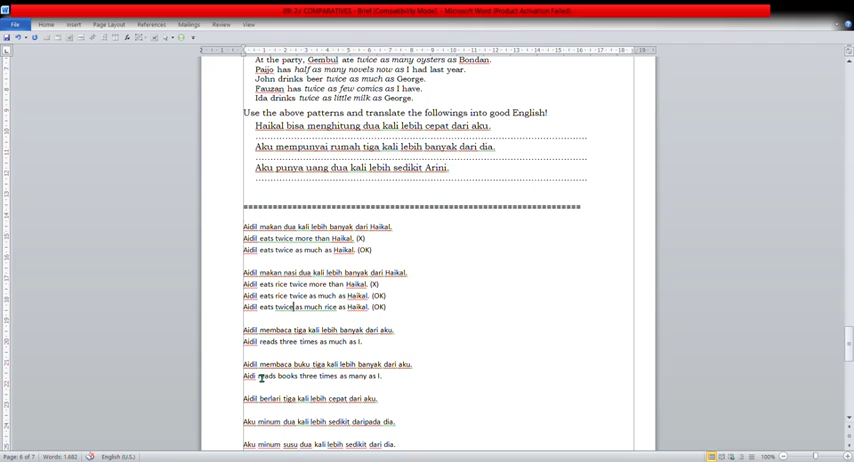 PP-24 COMPARATIVES - Brief [Compatibility Mode] - Microsoft Word (Product Activation Failed)
File Home Insert Page Layout References Mailings Review View
At the party, Gembul ate twice as many oysters as Bondan.
Paijo has half as many novels now as I had last year.
John drinks beer twice as much as George.
Fauzan has twice as few comics as I have.
Ida drinks twice as little milk as George.
Use the above patterns and translate the followings into good English!
Haikal bisa menghitung dua kali lebih cepat dari aku.
Aku mempunyai rumah tiga kali lebih banyak dari dia.
Aku punya uang dua kali lebih sedikit Arini.
Aidil makan dua kali lebih banyak dari Haikal.
Aidil eats twice more than Haikal. (X)
Aidil eats twice as much as Haikal. (OK)
Aidil makan nasi dua kali lebih banyak dari Haikal.
Aidil eats rice twice more than Haikal. (X)
Aidil eats rice twice as much as Haikal. (OK)
Aidil eats twice as much rice as Haikal. (OK)
Aidil membaca tiga kali lebih banyak dari aku.
Aidil reads three times as much as I.
Aidil membaca buku tiga kali lebih banyak dari aku.
Aidi reads books three times as many as I.
Aidil berlari tiga kali lebih cepat dari aku.
Aku minum dua kali lebih sedikit daripada dia.
Aku minum susu dua kali lebih sedikit dari dia.
Page: 6 of 7 Words: 1.682 English (U.S.) 100%